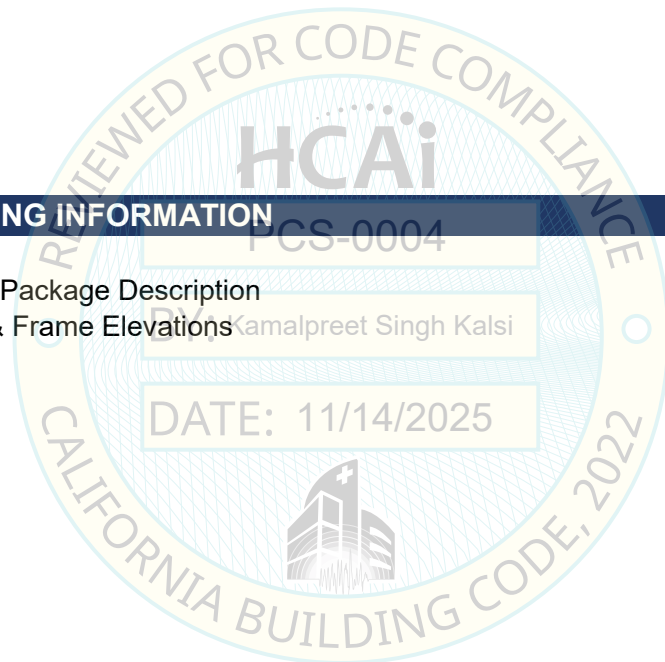 REVIEWED FOR CODE COMPLIANCE
HCAi
NG INFORMATION
PCS-0004
Package Description
& Frame Elevations
BY: Kamalpreet Singh Kalsi
DATE: 11/14/2025
CALIFORNIA BUILDING CODE, 2022